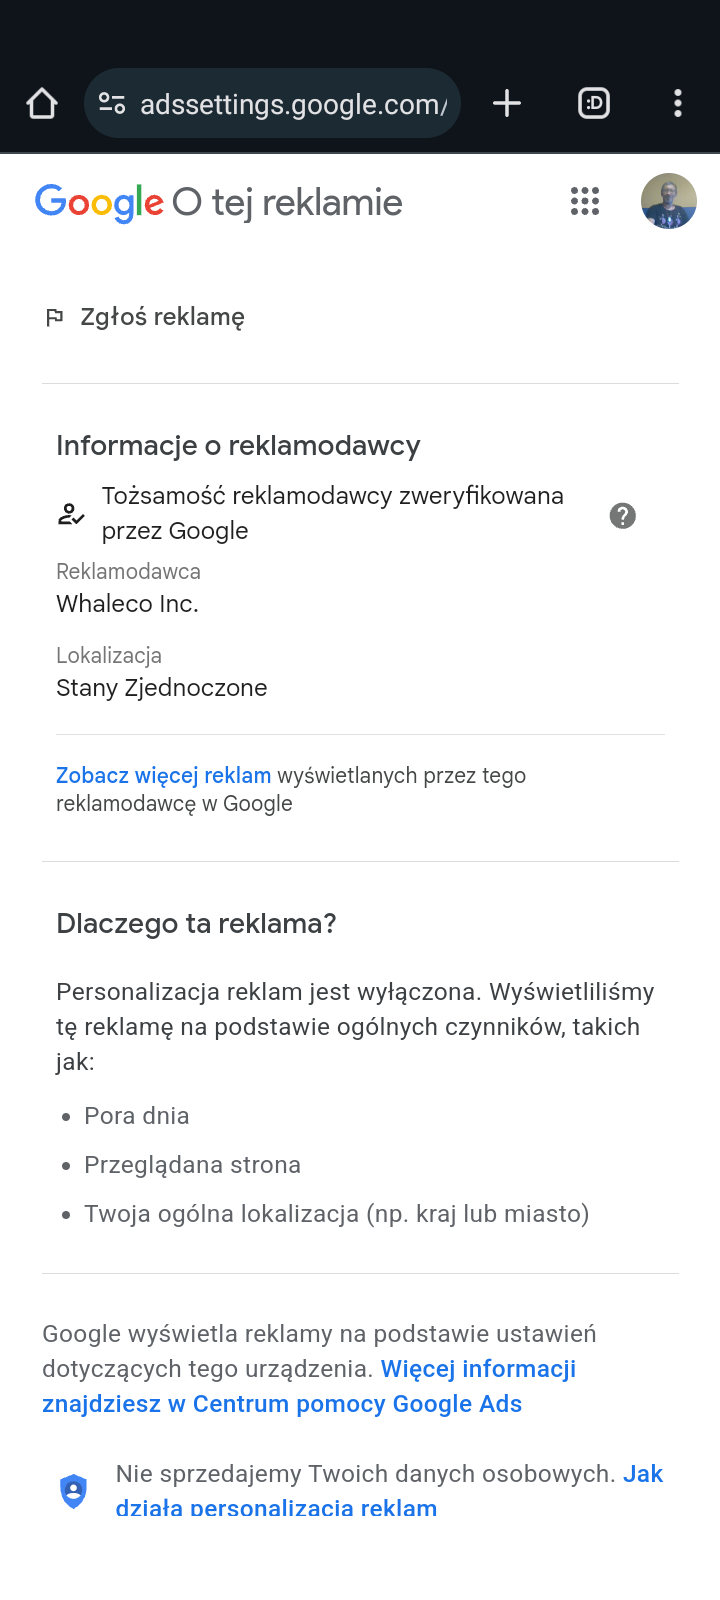 adssettings.google.com/
:D
Google O tej reklamie
Zgłoś reklamę
Informacje o reklamodawcy
Tożsamość reklamodawcy zweryfikowana
przez Google
?
Reklamodawca
Whaleco Inc.
Lokalizacja
Stany Zjednoczone
Zobacz więcej reklam wyświetlanych przez tego
reklamodawcę w Google
Dlaczego ta reklama?
Personalizacja reklam jest wyłączona. Wyświetliliśmy
tę reklamę na podstawie ogólnych czynników, takich
jak:
• Pora dnia
• Przeglądana strona
• Twoja ogólna lokalizacja (np. kraj lub miasto)
Google wyświetla reklamy na podstawie ustawień
dotyczących tego urządzenia. Więcej informacji
znajdziesz w Centrum pomocy Google Ads
Nie sprzedajemy Twoich danych osobowych. Jak
działa personalizacja reklam